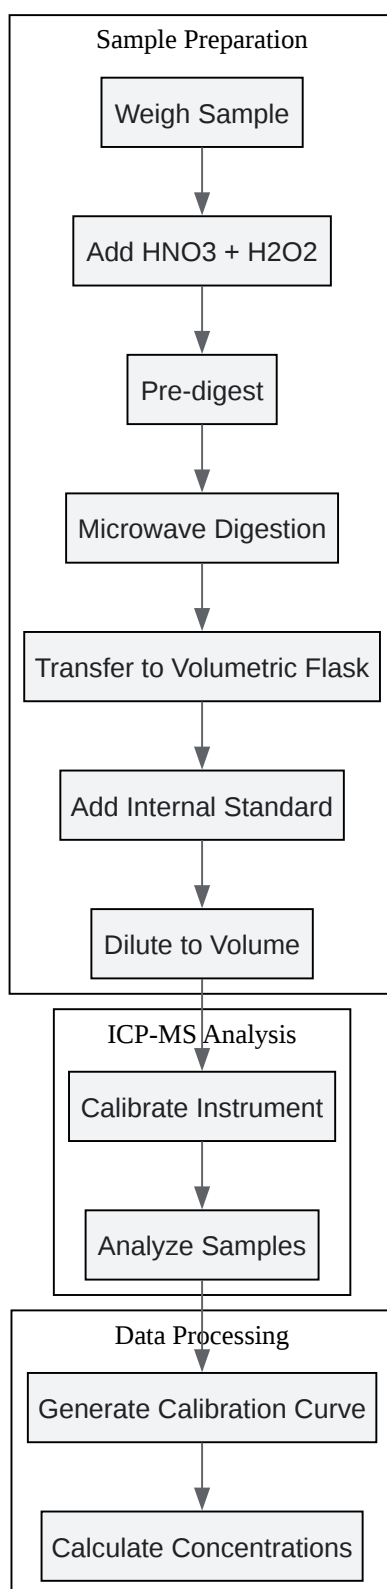 Sample Preparation
Weigh Sample
Add HNO3 + H2O2
Pre-digest
Microwave Digestion
Transfer to Volumetric Flask
Add Internal Standard
Dilute to Volume
ICP-MS Analysis
Calibrate Instrument
Analyze Samples
Data Processing
Generate Calibration Curve
Calculate Concentrations